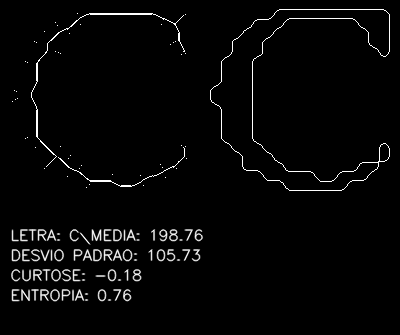 LETRA: C\MEDIA: 198.76
DESVIO PADRAO: 105.73
CURTOSE: -0.18
ENTROPIA: 0.76